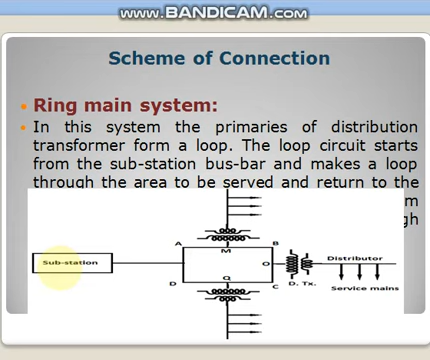 www.BANDICAM.com
Scheme of Connection
Ring main system:
In this system the primaries of distribution
transformer form a loop. The loop circuit starts
from the sub-station bus-bar and makes a loop
through the area to be served and return to the
A
M
B
Sub-station
O
Distributor
D
Q
C
D. Tx.
Service mains